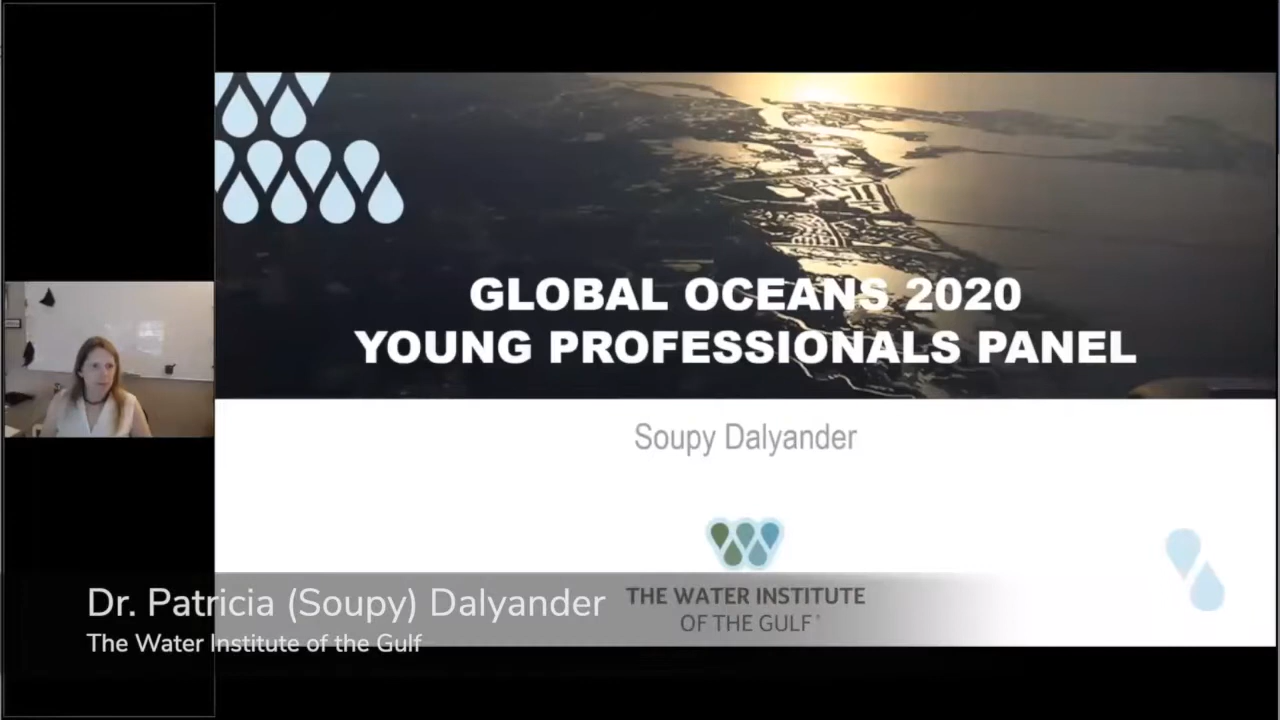 GLOBAL OCEANS 2020
YOUNG PROFESSIONALS PANEL
Soupy Dalyander
THE WATER INSTITUTE
OF THE GULF
Dr. Patricia (Soupy) Dalyander
The Water Institute of the Gulf